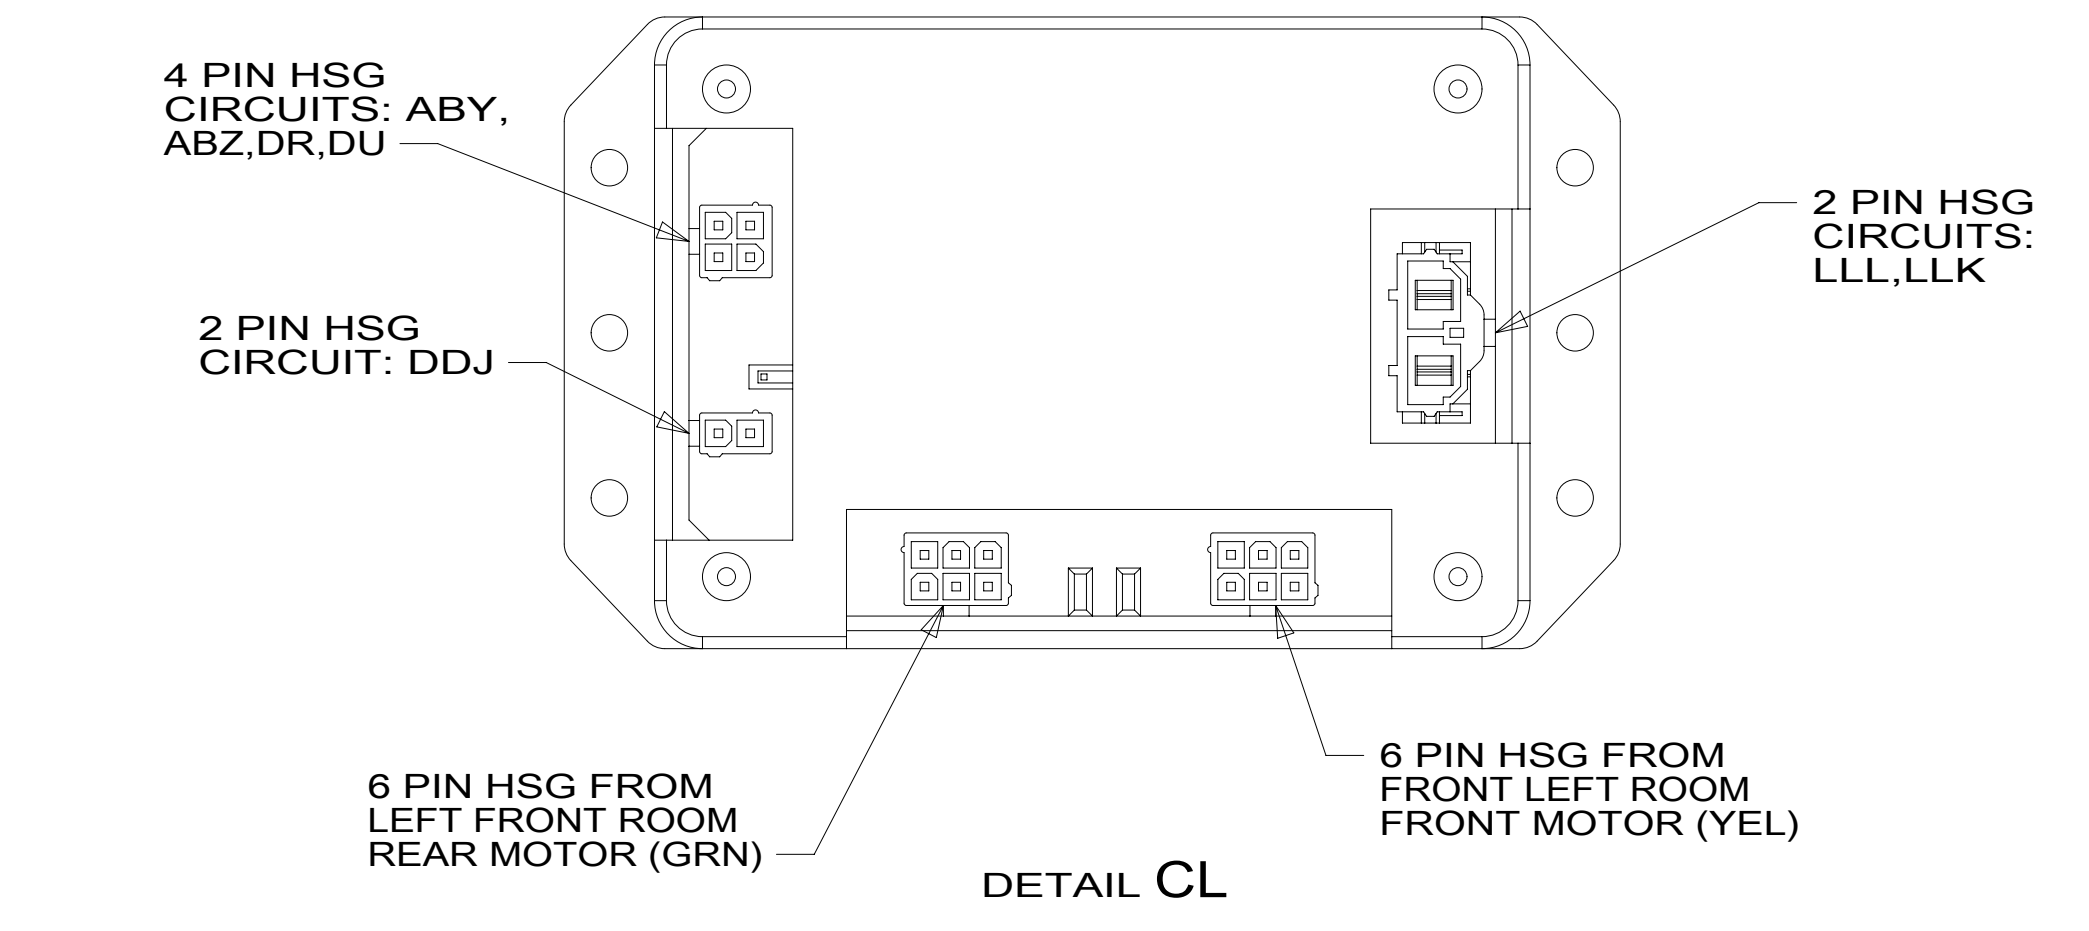 4 PIN HSG
CIRCUITS: ABY,
ABZ,DR,DU
2 PIN HSG
CIRCUITS:
LLL,LLK
2 PIN HSG
CIRCUIT: DDJ
6 PIN HSG FROM
LEFT FRONT ROOM
REAR MOTOR (GRN)
6 PIN HSG FROM
FRONT LEFT ROOM
FRONT MOTOR (YEL)
DETAIL CL